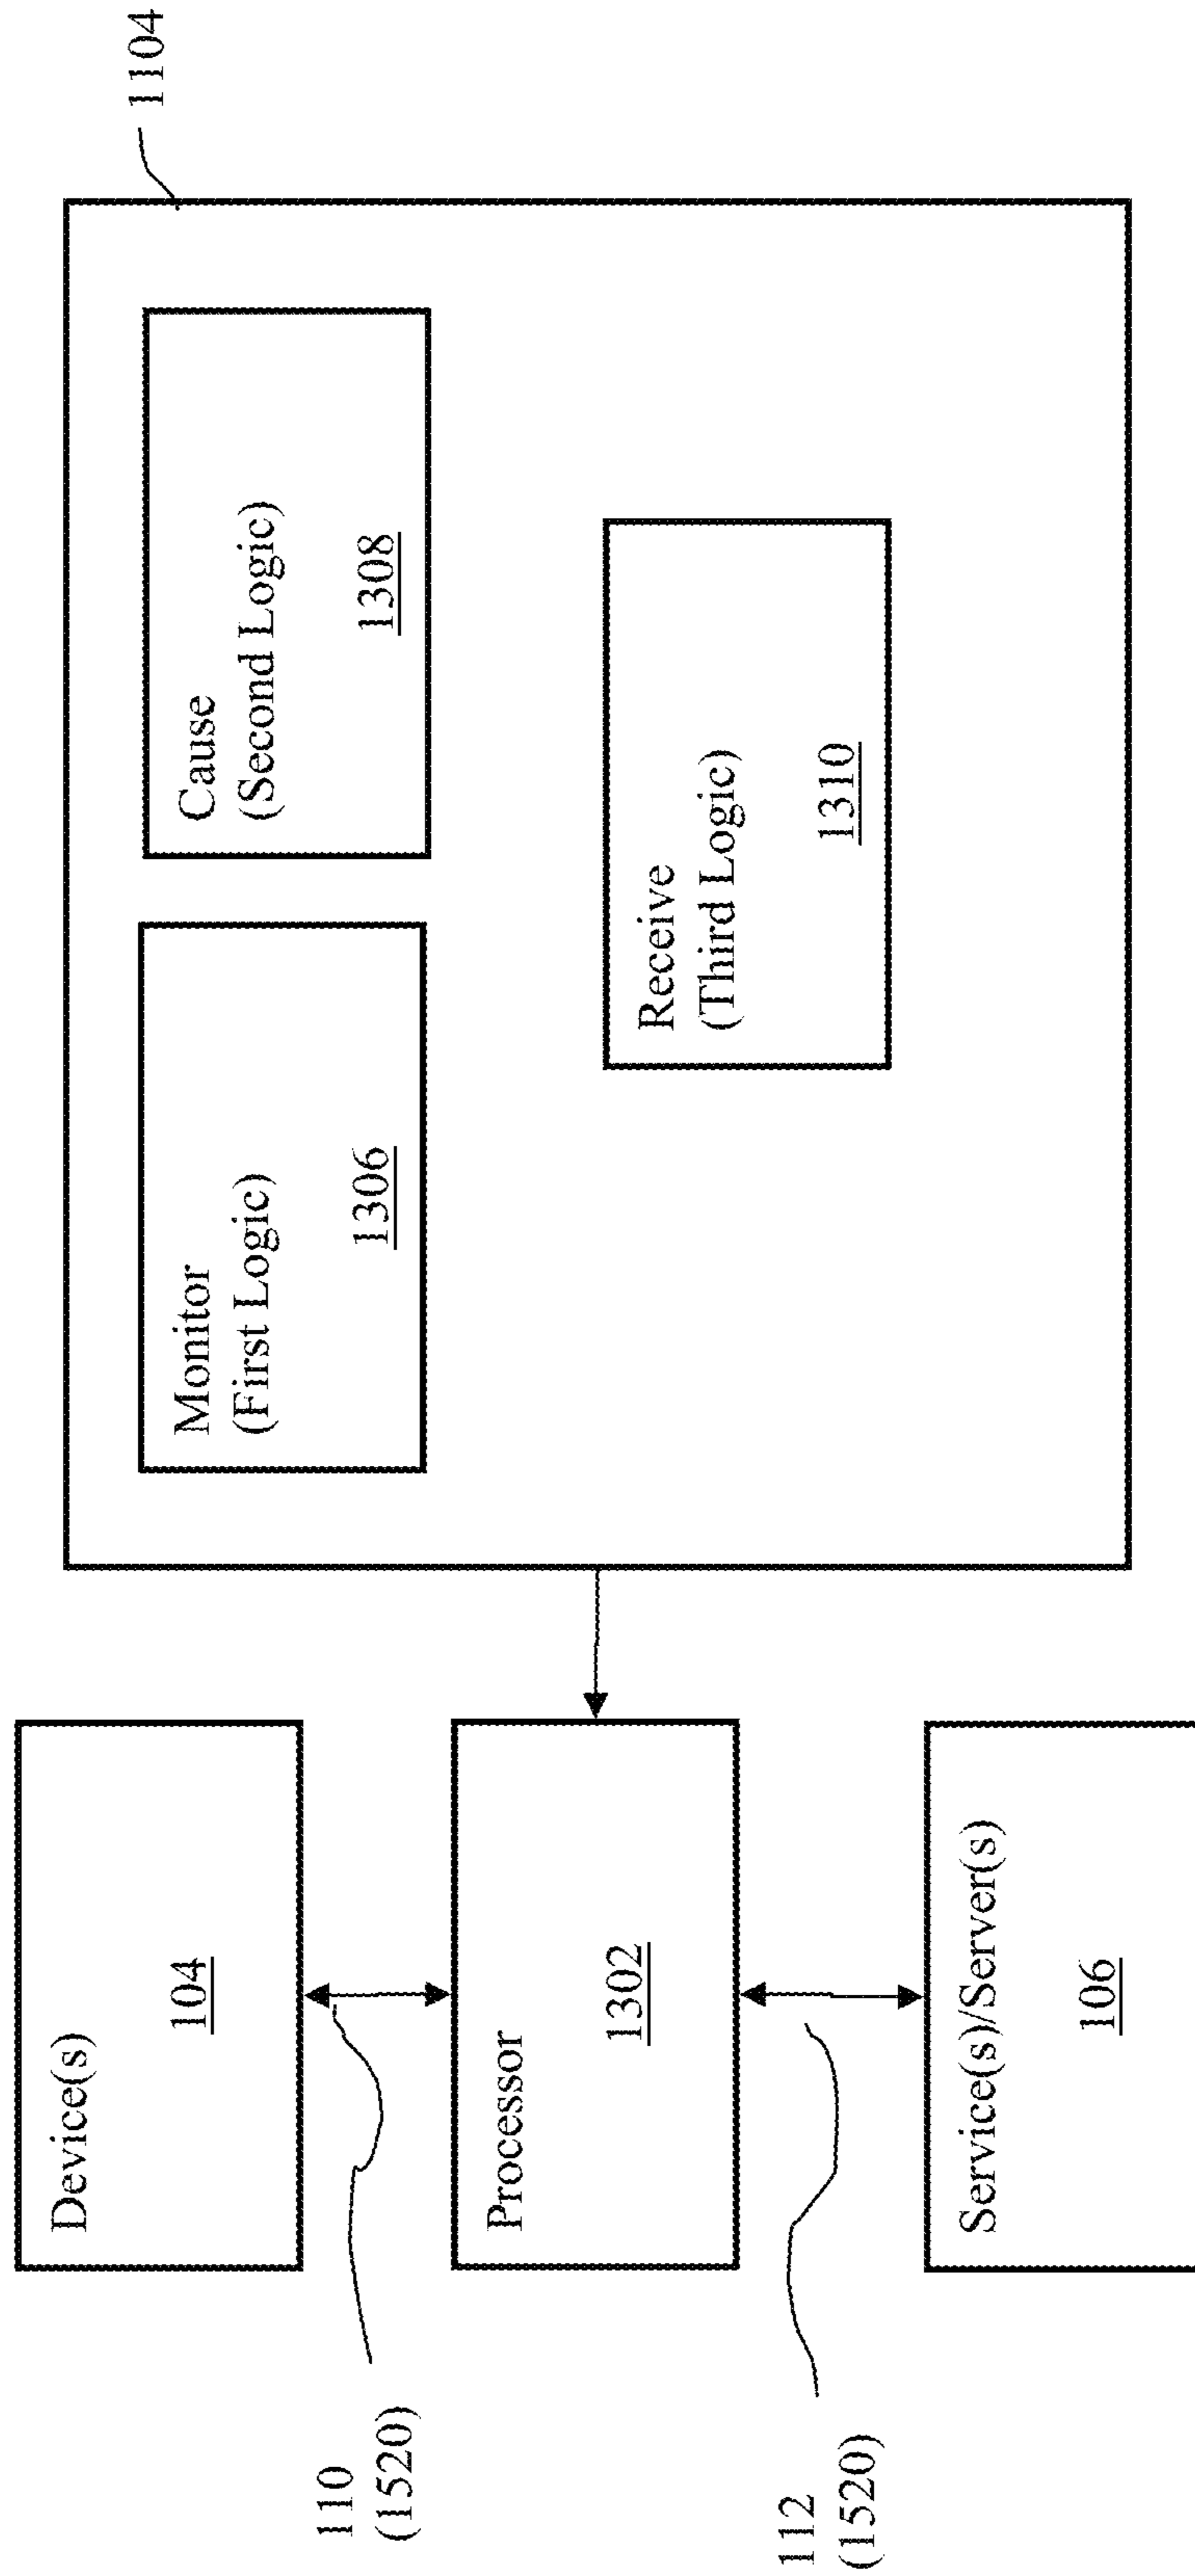 110
(1520)
112
(1520)
Device(s)
104
Processor
1302
Service(s)/Server(s)
106
Monitor
(First Logic)
1306
Cause
(Second Logic)
1308
Receive
(Third Logic)
1310
1104